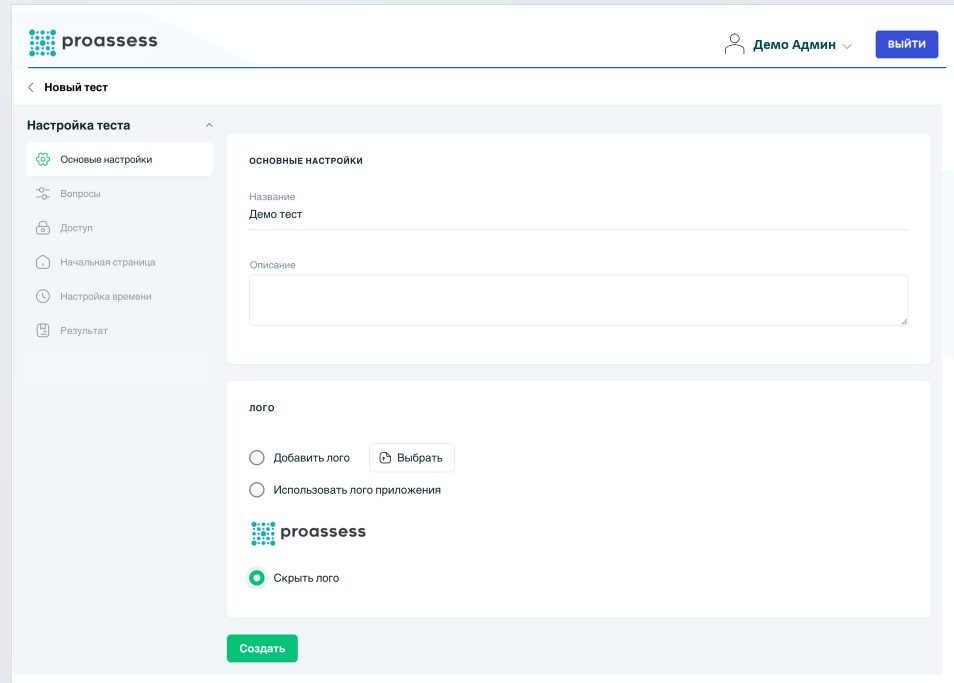 proassess
Демо Админ
ВЫЙТИ
Новый тест
Настройка теста
Основые настройки
Вопросы
Доступ
Начальная страница
Настройка времени
Результат
ОСНОВНЫЕ НАСТРОЙКИ
Название
Демо тест
Описание
ЛОГО
Добавить лого
Выбрать
Использовать лого приложения
proassess
Скрыть лого
Создать